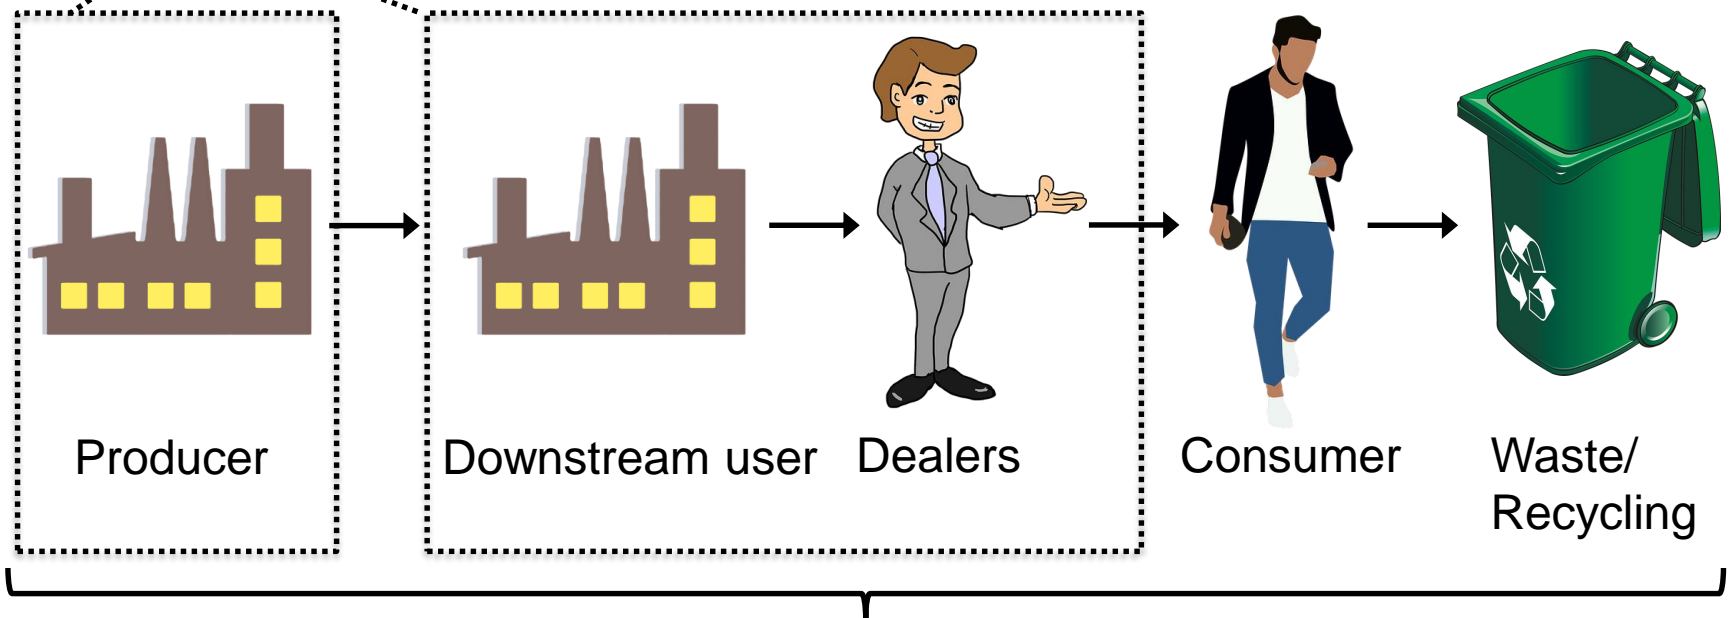 Producer
Downstream user
Dealers
Consumer
Waste/
Recycling